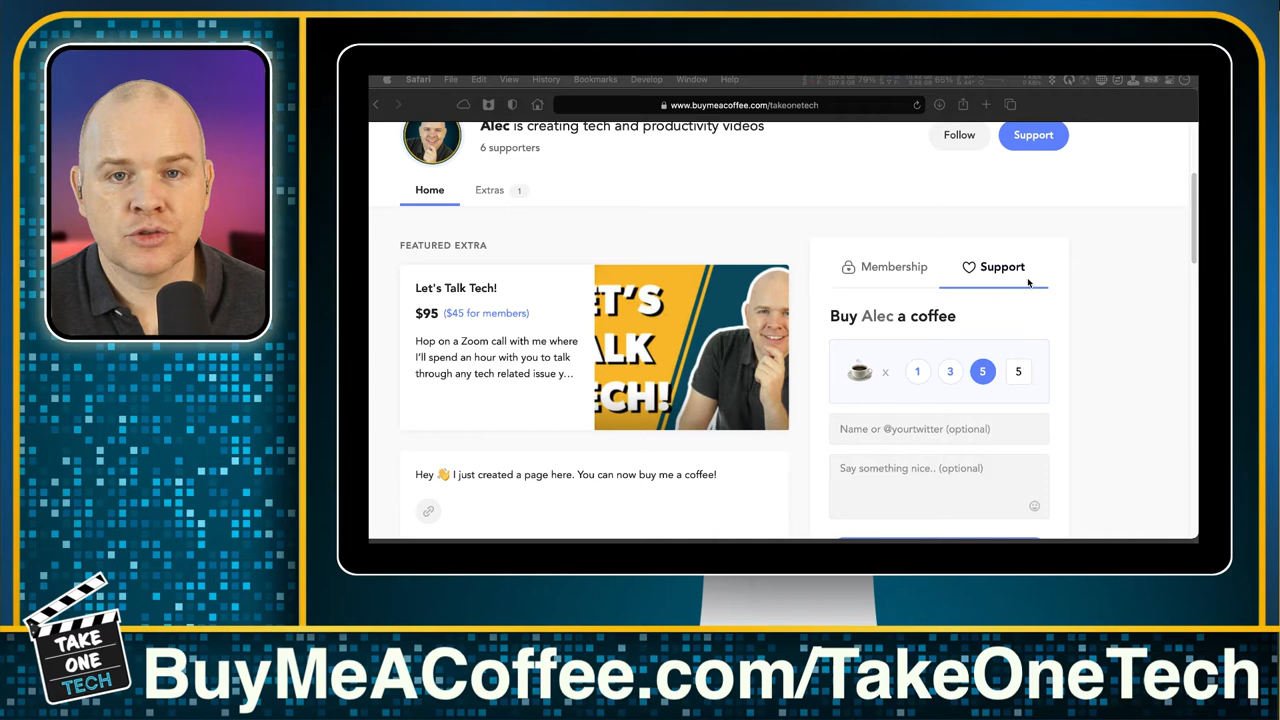 Safari File Edit View History Bookmarks Develop Window Help
www.buymeacoffee.com/takeonetech
Alec is creating tech and productivity videos
6 supporters
Follow
Support
Home
Extras 1
FEATURED EXTRA
Let's Talk Tech!
$95 ($45 for members)
Hop on a Zoom call with me where
I'll spend an hour with you to talk
through any tech related issue y...
ET'S
ALK
ECH!
Hey 👋 I just created a page here. You can now buy me a coffee!
Membership
Support
Buy Alec a coffee
x 1 3 5 5
Name or @yourtwitter (optional)
Say something nice.. (optional)
TAKE
ONE
TECH
BuyMeACoffee.com/TakeOneTech